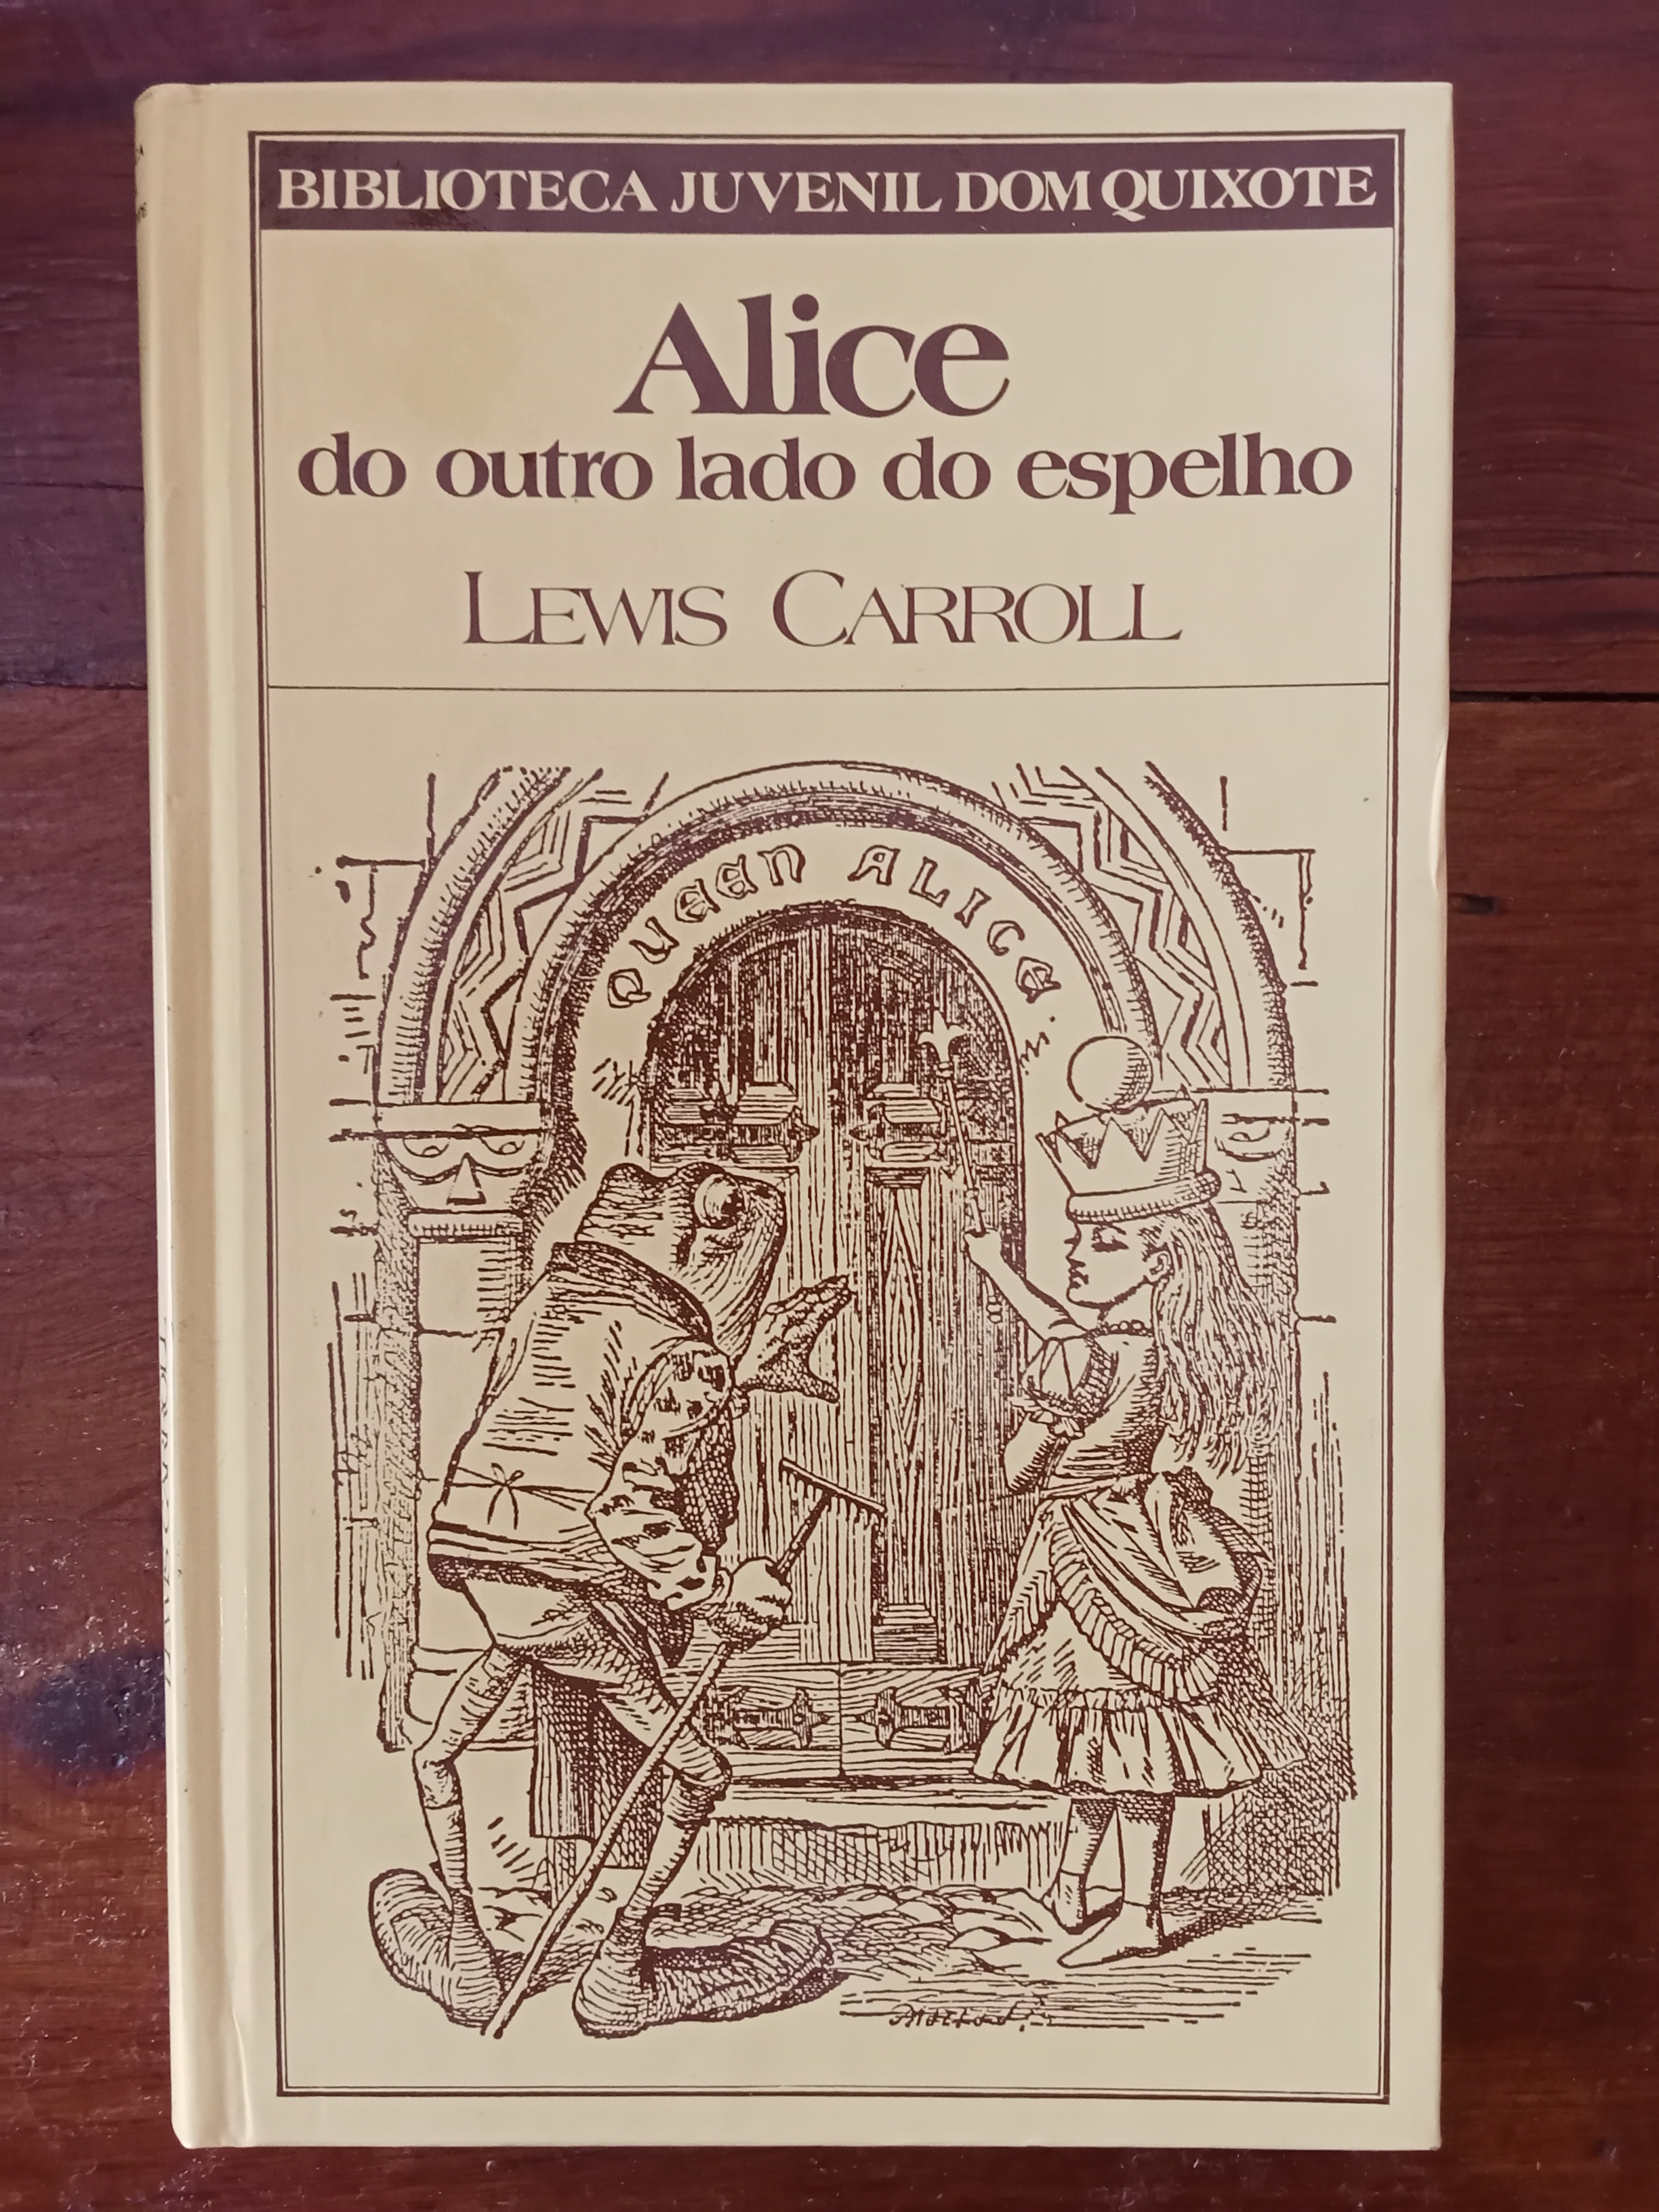 BIBLIOTECA JUVENIL DOM QUIXOTE
Alice
do outro lado do espelho
LEWIS CARROLL
QUEEN ALICE